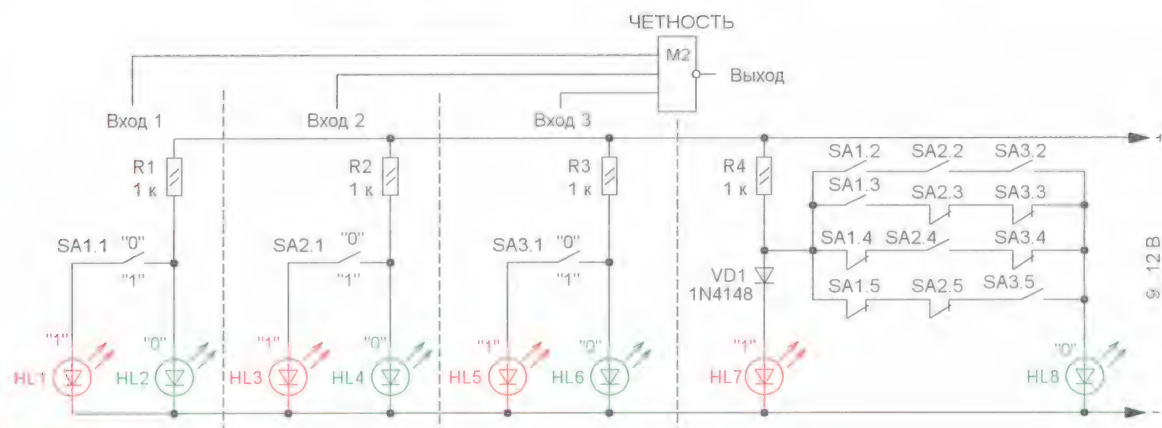 ЧЕТНОСТЬ
M2
Выход
Вход 1
Вход 2
Вход 3
+
R1
1 к
R2
1 к
R3
1 к
R4
1 к
SA1.2
SA2.2
SA3.2
SA1.3
SA2.3
SA3.3
SA1.1
"0"
"1"
SA2.1
"0"
"1"
SA3.1
"0"
"1"
SA1.4
SA2.4
SA3.4
VD1
1N4148
SA1.5
SA2.5
SA3.5
9...12 В
"1"
HL1
"0"
HL2
"1"
HL3
"0"
HL4
"1"
HL5
"0"
HL6
"1"
HL7
"0"
HL8
-